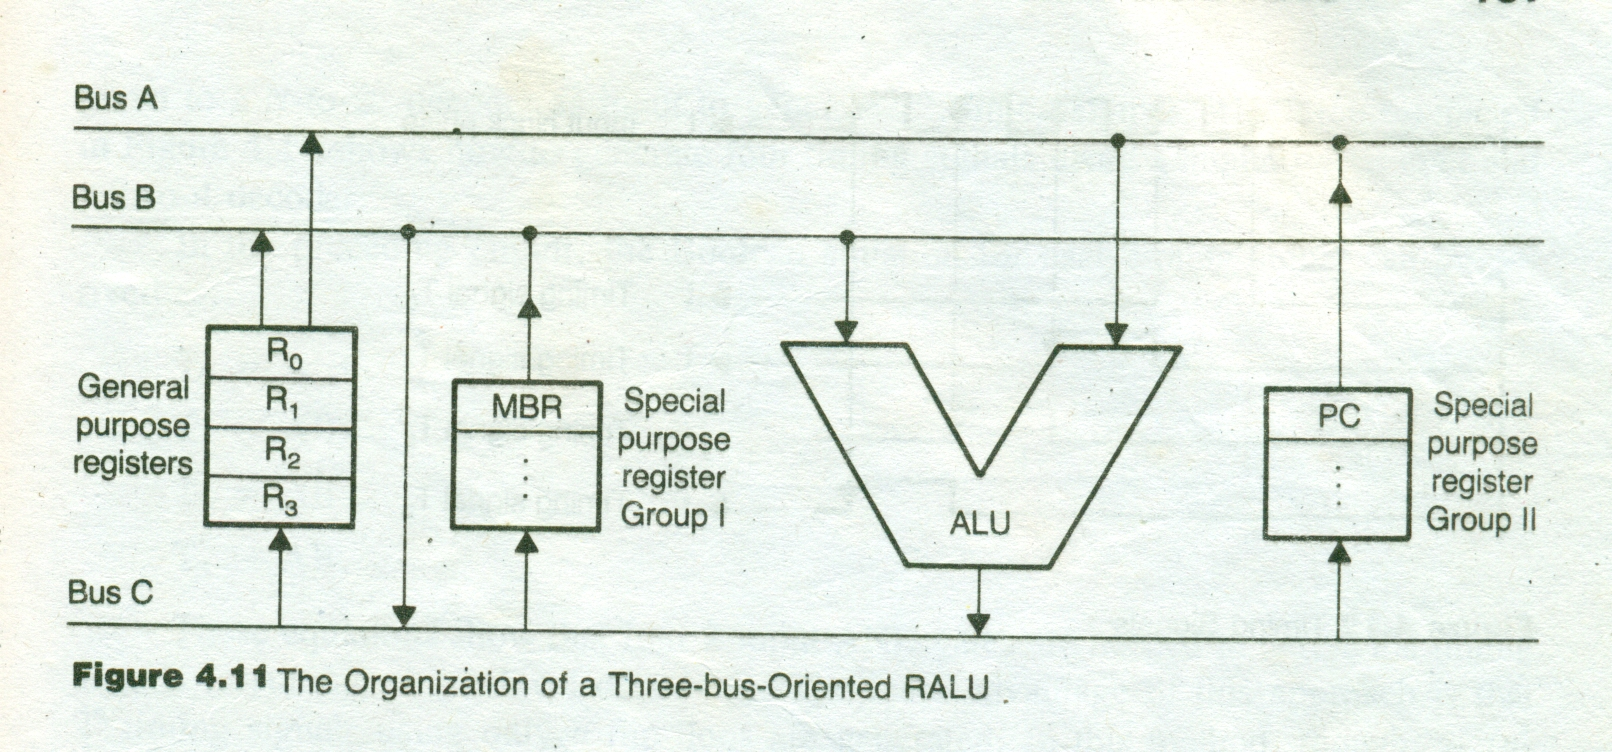 Bus A
Bus B
General
purpose
registers
R₀
R₁
R₂
R₃
MBR
Special
purpose
register
Group I
ALU
PC
Special
purpose
register
Group II
Bus C
Figure 4.11 The Organization of a Three-bus-Oriented RALU